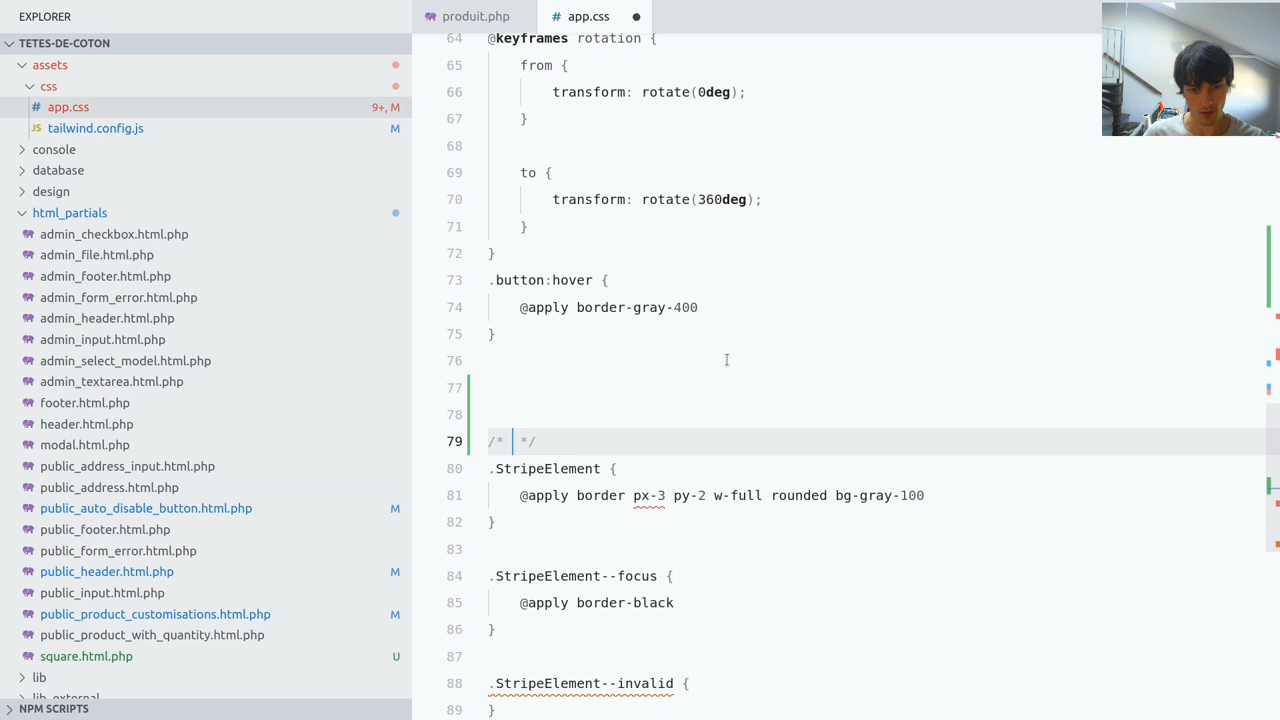 EXPLORER
TETES-DE-COTON
assets
css
# app.css 9+, M
JS tailwind.config.js M
console
database
design
html_partials
admin_checkbox.html.php
admin_file.html.php
admin_footer.html.php
admin_form_error.html.php
admin_header.html.php
admin_input.html.php
admin_select_model.html.php
admin_textarea.html.php
footer.html.php
header.html.php
modal.html.php
public_address_input.html.php
public_address.html.php
public_auto_disable_button.html.php M
public_footer.html.php
public_form_error.html.php
public_header.html.php M
public_input.html.php
public_product_customisations.html.php M
public_product_with_quantity.html.php
square.html.php U
lib
lib_external
NPM SCRIPTS
produit.php
# app.css
64 @keyframes rotation {
65 from {
66 transform: rotate(0deg);
67 }
68
69 to {
70 transform: rotate(360deg);
71 }
72 }
73 .button:hover {
74 @apply border-gray-400
75 }
76
77
78
79 /* */
80 .StripeElement {
81 @apply border px-3 py-2 w-full rounded bg-gray-100
82 }
83
84 .StripeElement--focus {
85 @apply border-black
86 }
87
88 .StripeElement--invalid {
89 }